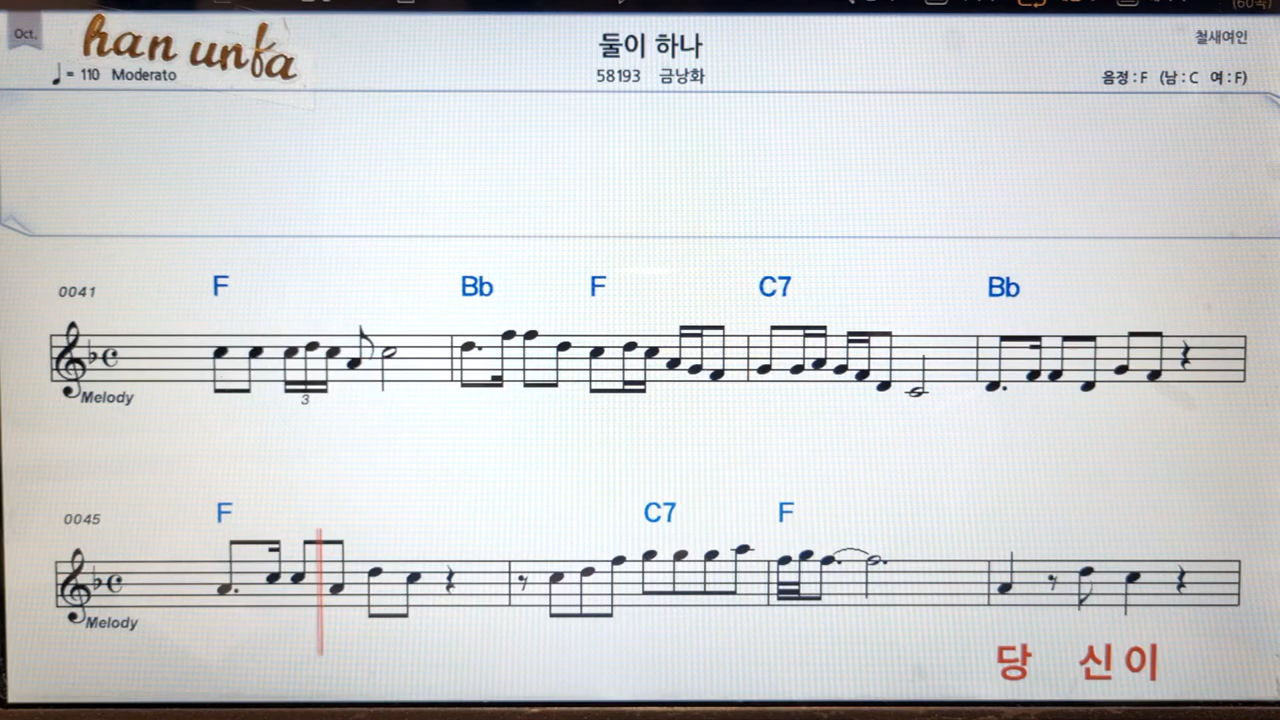 Oct.
han unfa
둘이 하나
철새여인
= 110 Moderato
58193 금낭화
음정 : F (남 : C 여 : F)
0041
F Bb F C7 Bb
3
Melody
0045
F C7 F
Melody
당 신 이